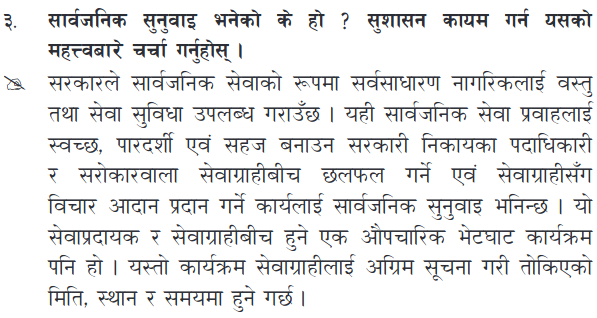 ३. सार्वजनिक सुनुवाइ भनेको के हो ? सुशासन कायम गर्न यसको
महत्त्वबारे चर्चा गर्नुहोस् ।
सरकारले सार्वजनिक सेवाको रूपमा सर्वसाधारण नागरिकलाई वस्तु
तथा सेवा सुविधा उपलब्ध गराउँछ । यही सार्वजनिक सेवा प्रवाहलाई
स्वच्छ, पारदर्शी एवं सहज बनाउन सरकारी निकायका पदाधिकारी
र सरोकारवाला सेवाग्राहीबीच छलफल गर्ने एवं सेवाग्राहीसँग
विचार आदान प्रदान गर्ने कार्यलाई सार्वजनिक सुनुवाइ भनिन्छ । यो
सेवाप्रदायक र सेवाग्राहीबीच हुने एक औपचारिक भेटघाट कार्यक्रम
पनि हो । यस्तो कार्यक्रम सेवाग्राहीलाई अग्रिम सूचना गरी तोकिएको
मिति, स्थान र समयमा हुने गर्छ ।